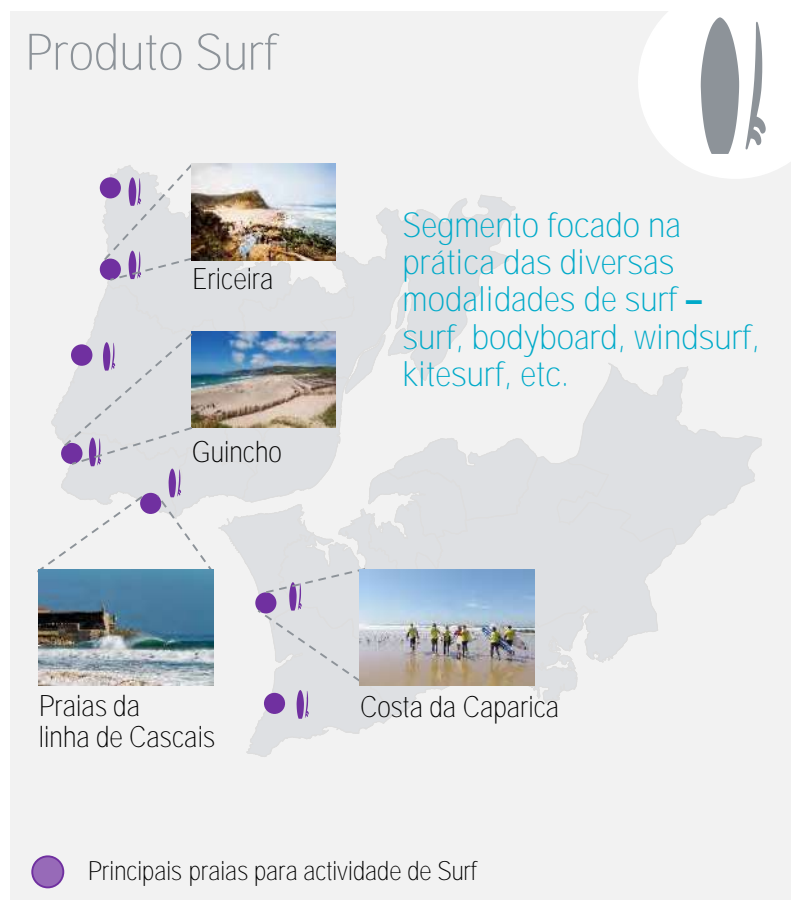 Produto Surf
Segmento focado na
prática das diversas
modalidades de surf –
surf, bodyboard, windsurf,
kitesurf, etc.
Ericeira
Guincho
Praias da
linha de Cascais
Costa da Caparica
Principais praias para actividade de Surf